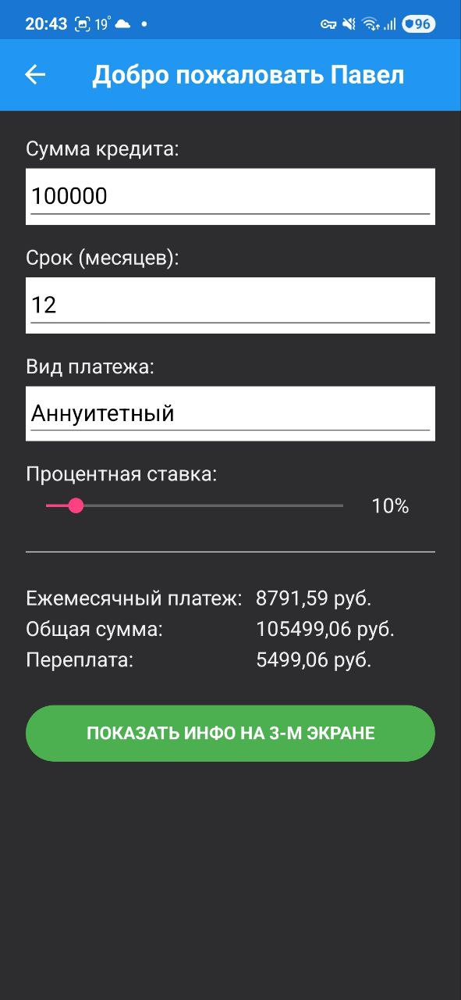 20:43 19° 96
Добро пожаловать Павел
Сумма кредита:
100000
Срок (месяцев):
12
Вид платежа:
Аннуитетный
Процентная ставка:
10%
Ежемесячный платеж: 8791,59 руб.
Общая сумма: 105499,06 руб.
Переплата: 5499,06 руб.
ПОКАЗАТЬ ИНФО НА 3-М ЭКРАНЕ